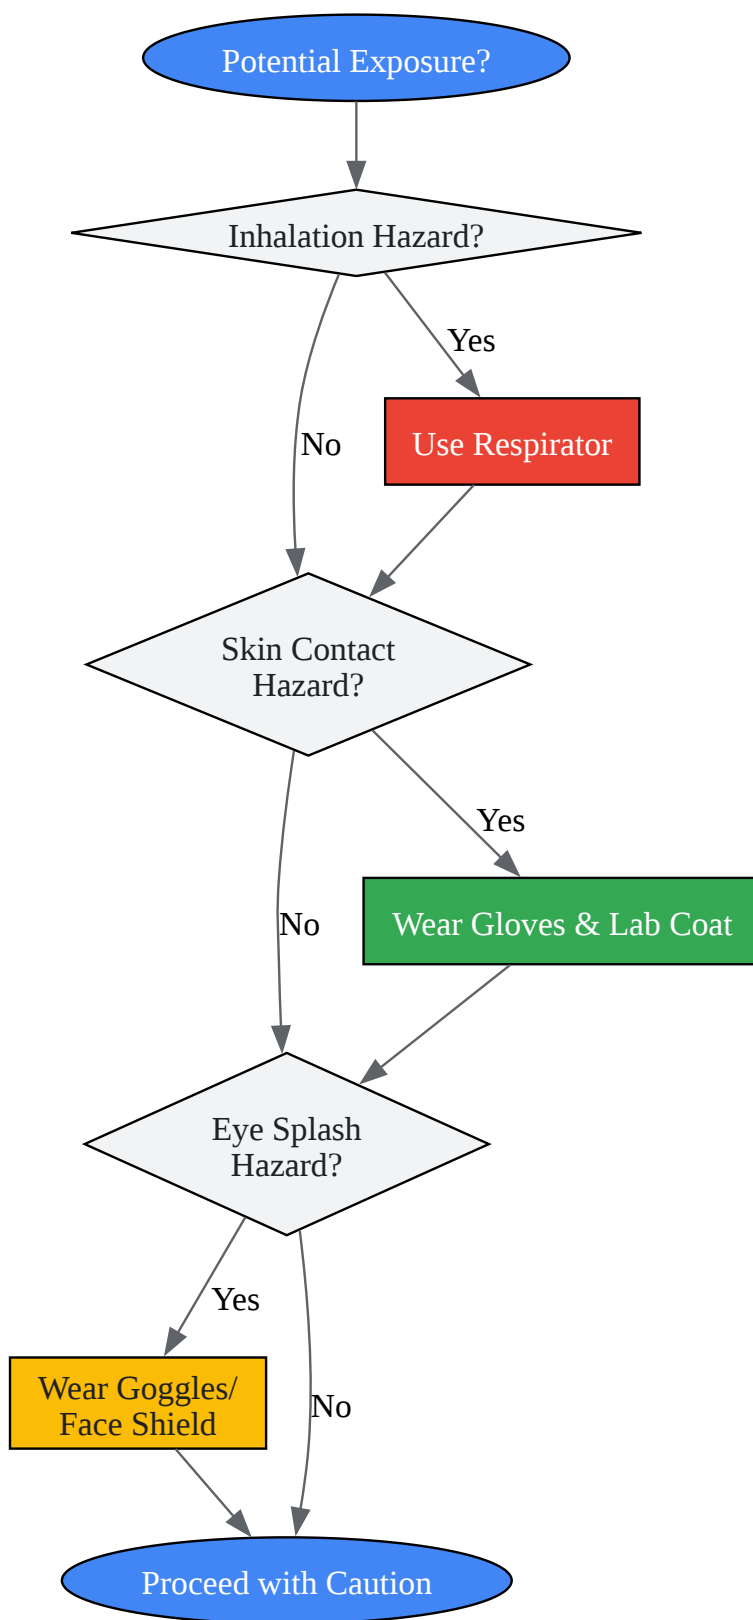 Potential Exposure?
Inhalation Hazard?
Yes
No
Use Respirator
Skin Contact
Hazard?
Yes
No
Wear Gloves & Lab Coat
Eye Splash
Hazard?
Yes
Wear Goggles/
Face Shield
No
Proceed with Caution